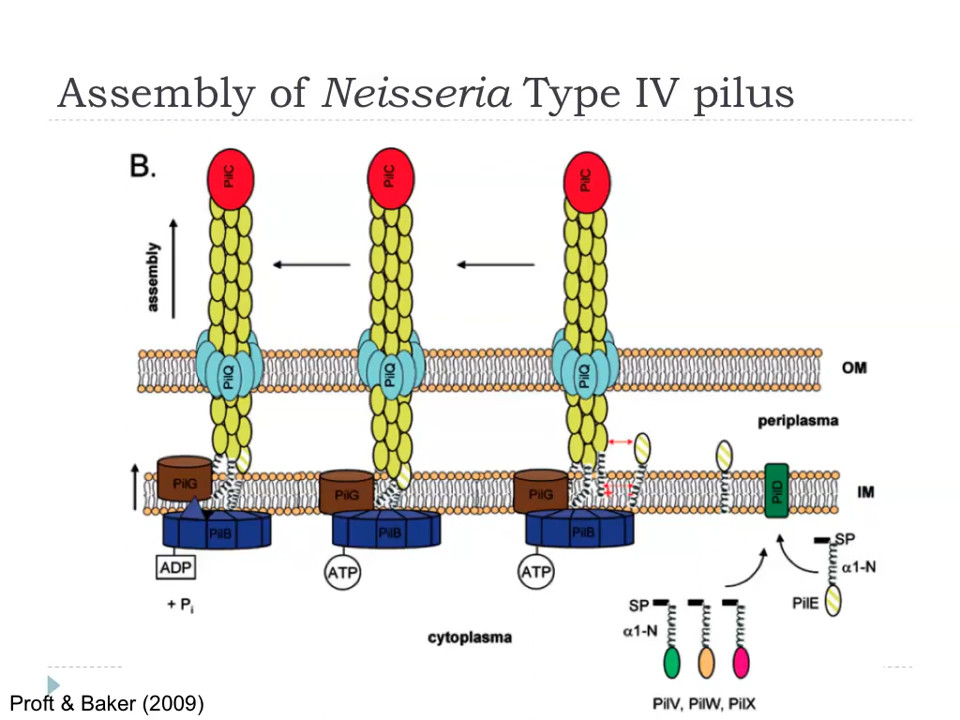 Assembly of Neisseria Type IV pilus
B.
PilC
PilC
PilC
assembly
PilQ
PilQ
PilQ
OM
periplasma
PilG
PilG
PilG
PilD
IM
PilB
PilB
PilB
ADP
ATP
ATP
+ Pi
SP
α1-N
PilE
SP
α1-N
cytoplasma
PilV, PilW, PilX
Proft & Baker (2009)